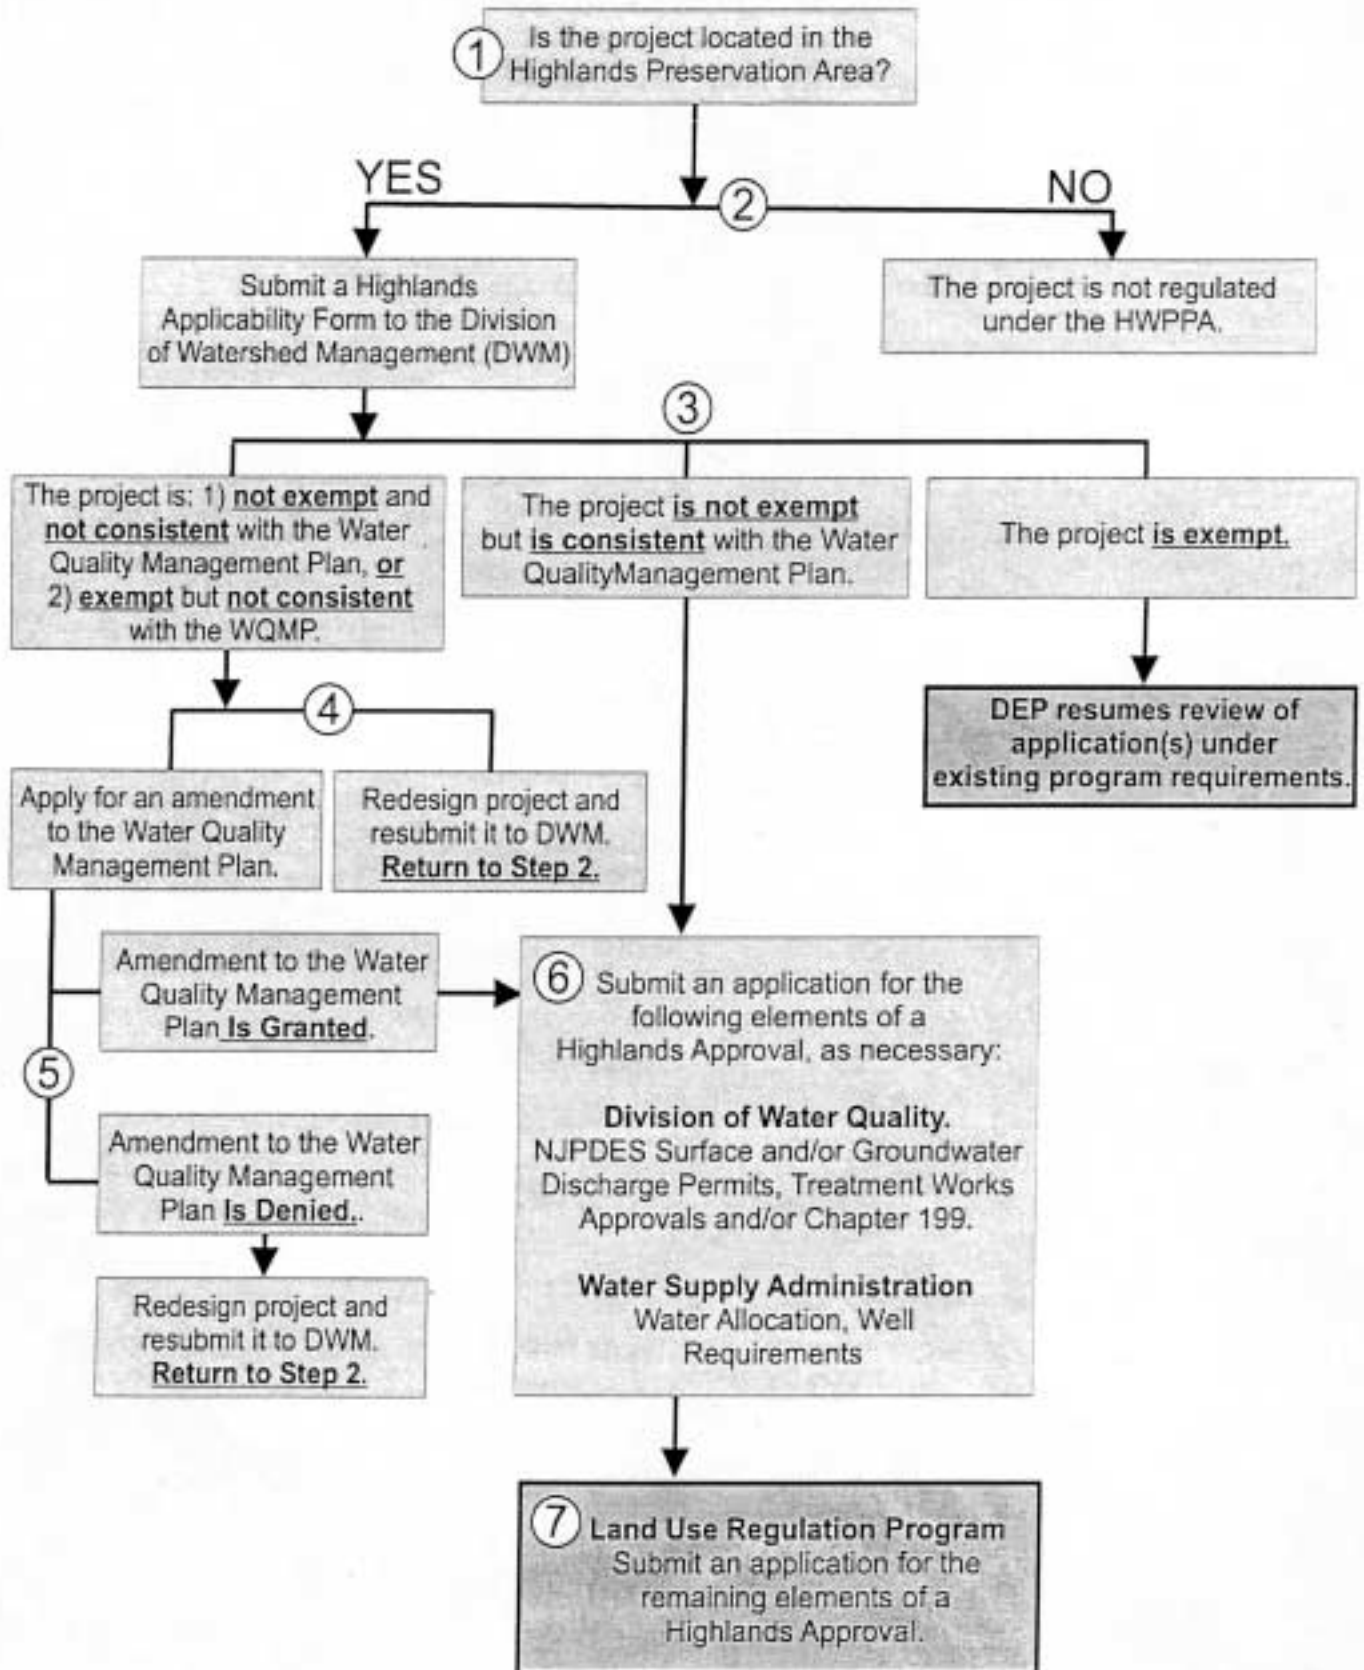 1
Is the project located in the
Highlands Preservation Area?
YES
2
NO
Submit a Highlands
Applicability Form to the Division
of Watershed Management (DWM)
The project is not regulated
under the HWPPA.
3
The project is: 1) not exempt and
not consistent with the Water
Quality Management Plan, or
2) exempt but not consistent
with the WQMP.
The project is not exempt
but is consistent with the Water
QualityManagement Plan.
The project is exempt.
DEP resumes review of
application(s) under
existing program requirements.
4
Apply for an amendment
to the Water Quality
Management Plan.
Redesign project and
resubmit it to DWM.
Return to Step 2.
5
Amendment to the Water
Quality Management
Plan Is Granted.
Amendment to the Water
Quality Management
Plan Is Denied..
Redesign project and
resubmit it to DWM.
Return to Step 2.
6
Submit an application for the
following elements of a
Highlands Approval, as necessary:
Division of Water Quality.
NJPDES Surface and/or Groundwater
Discharge Permits, Treatment Works
Approvals and/or Chapter 199.
Water Supply Administration
Water Allocation, Well
Requirements
7
Land Use Regulation Program
Submit an application for the
remaining elements of a
Highlands Approval.